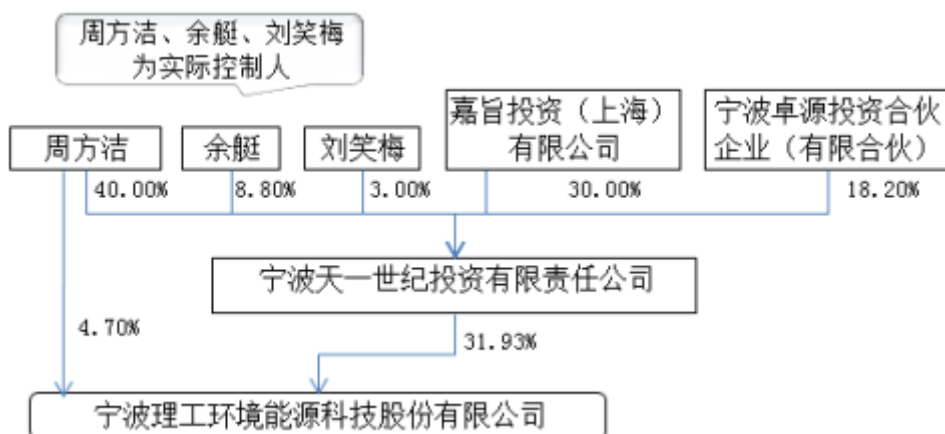 周方洁、余艇、刘笑梅
为实际控制人
周方洁
余艇
刘笑梅
嘉旨投资（上海）
有限公司
宁波卓源投资合伙
企业（有限合伙）
40.00%
8.80%
3.00%
30.00%
18.20%
宁波天一世纪投资有限责任公司
4.70%
31.93%
宁波理工环境能源科技股份有限公司